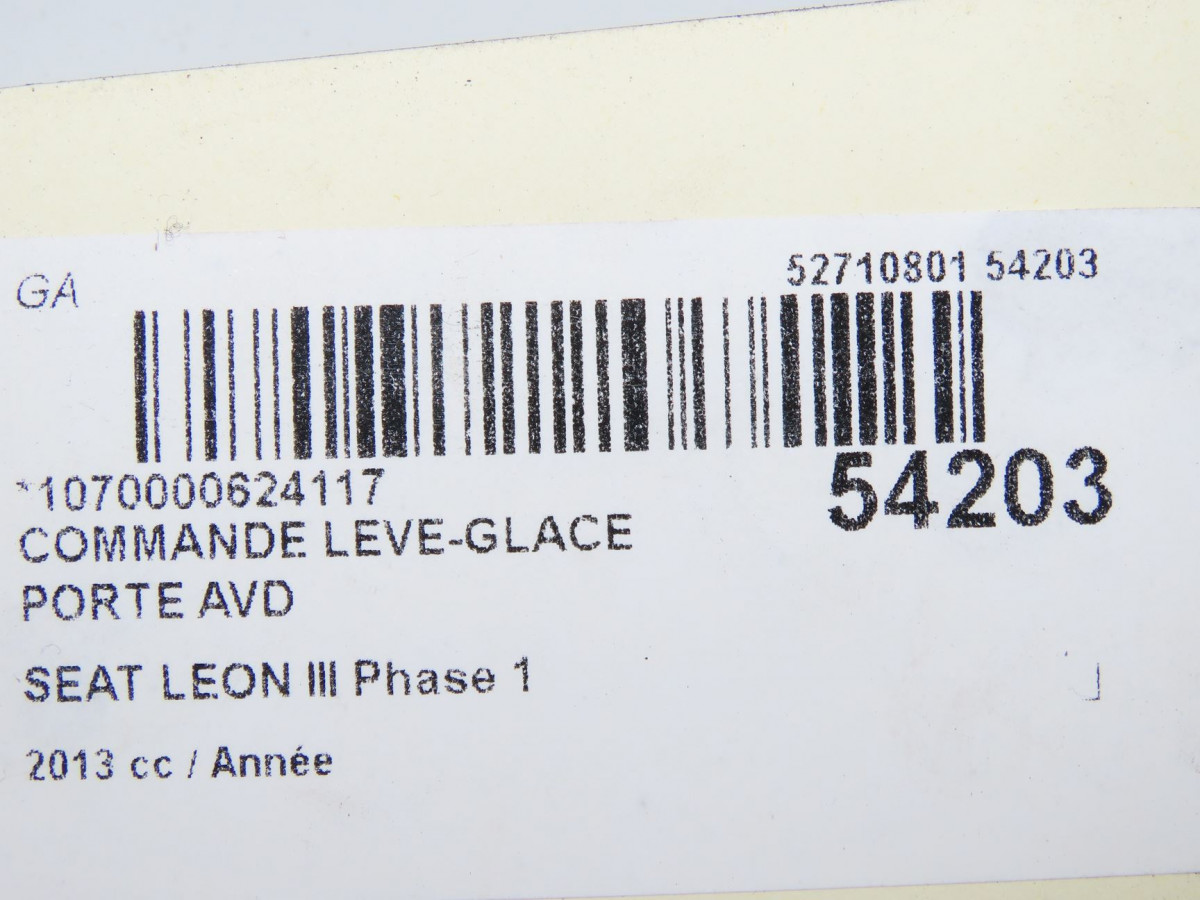 GA
52710801 54203
*1070000624117
54203
COMMANDE LEVE-GLACE
PORTE AVD
SEAT LEON III Phase 1
2013 cc / Année